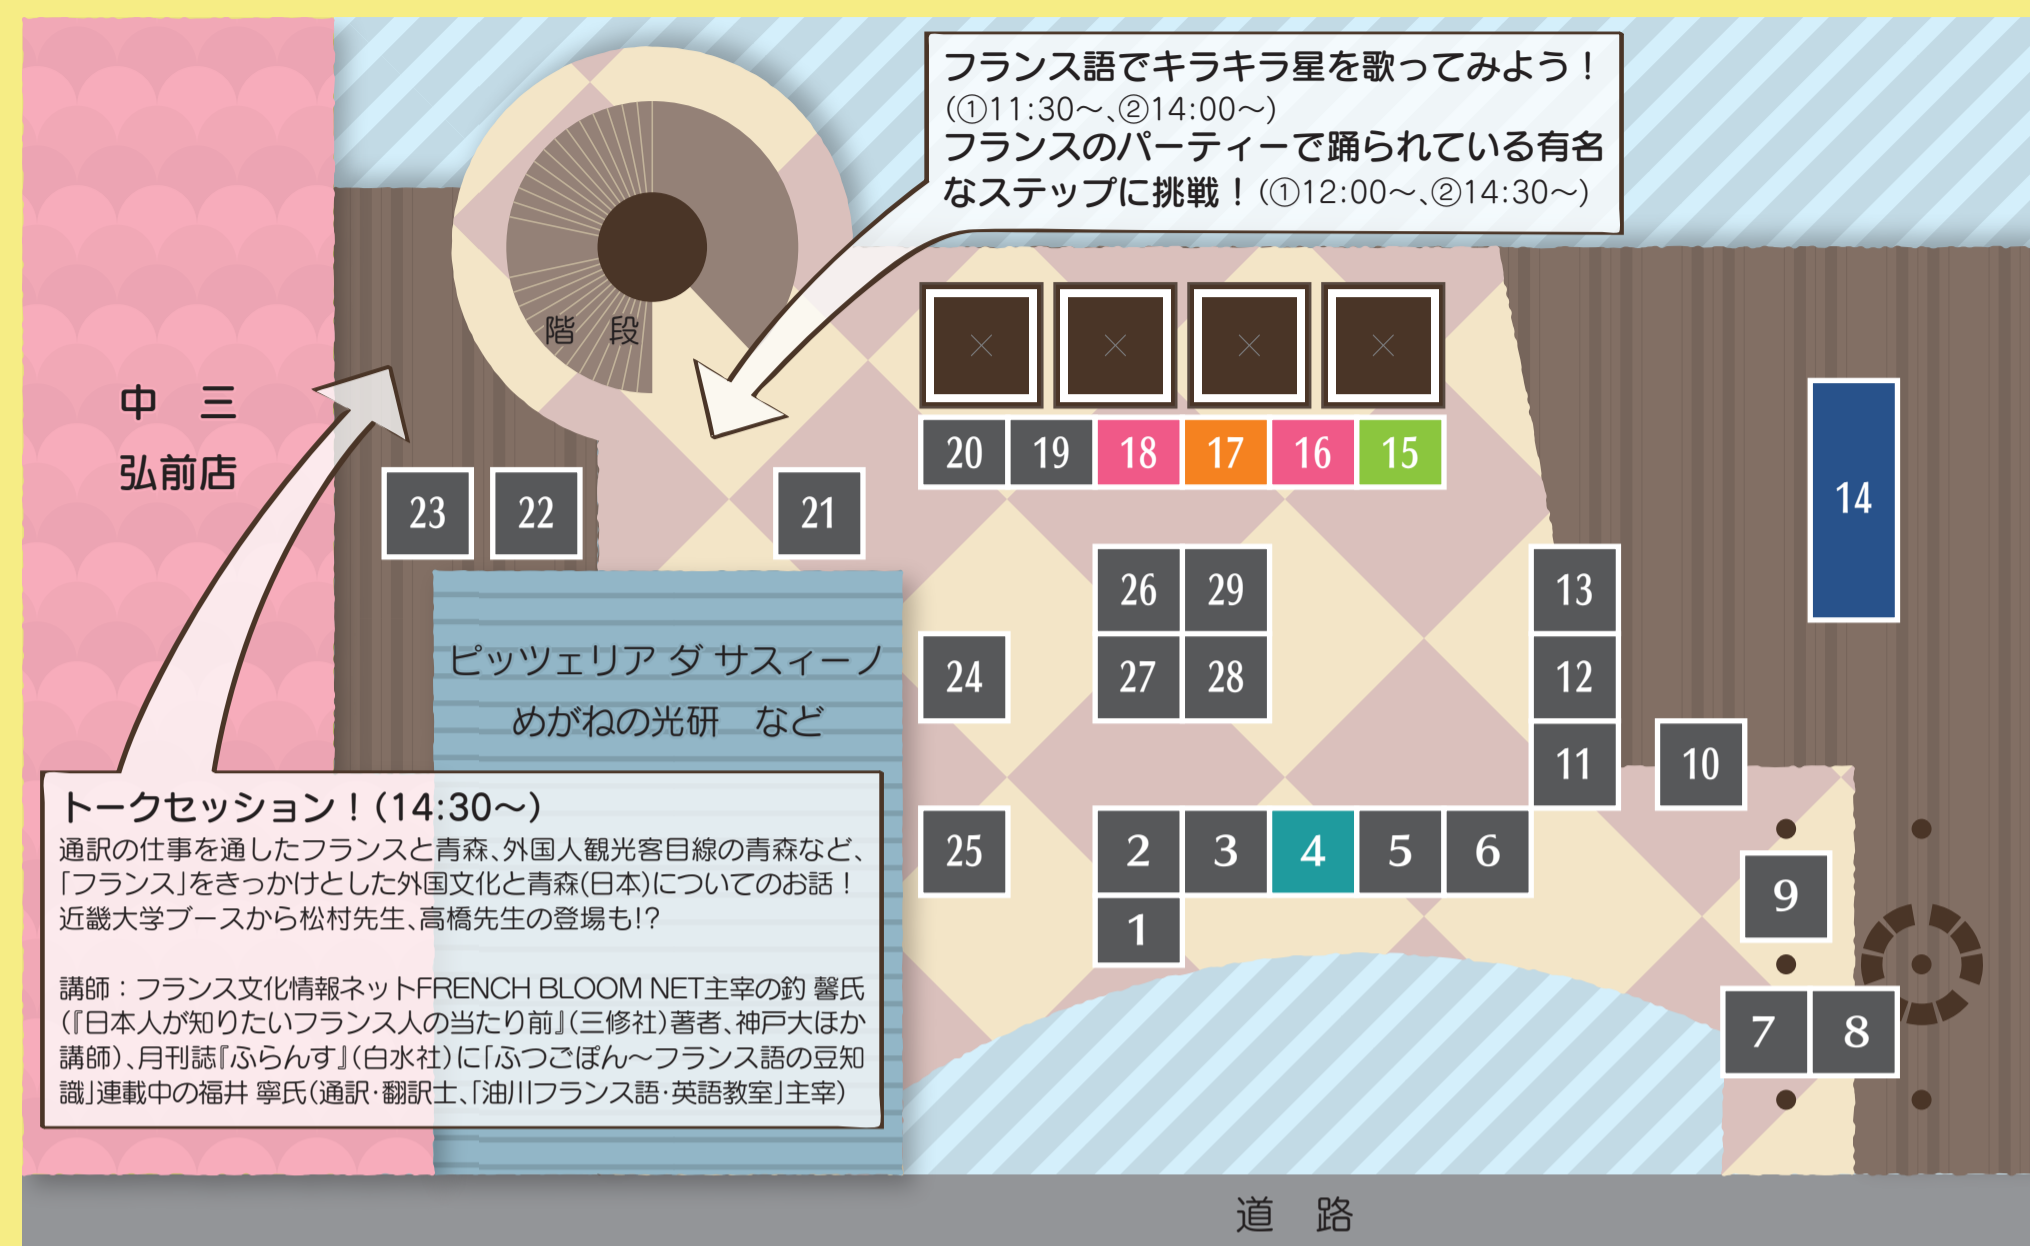 フランス語でキラキラ星を歌ってみよう！
（①11:30〜、②14:00〜）
フランスのパーティーで踊られている有名
なステップに挑戦！（①12:00〜、②14:30〜）
階 段
中 三
弘前店
20 19 18 17 16 15
14
23 22 21
26 29
13
27 28
24
12
ピッツェリア ダ サスィーノ
めがねの光研 など
11 10
25
2 3 4 5 6
1
9
7 8
トークセッション！（14:30〜）
通訳の仕事を通したフランスと青森、外国人観光客目線の青森など、
「フランス」をきっかけとした外国文化と青森(日本)についてのお話！
近畿大学ブースから松村先生、高橋先生の登場も!?
講師：フランス文化情報ネットFRENCH BLOOM NET主宰の釣 馨氏
（『日本人が知りたいフランス人の当たり前』（三修社）著者、神戸大ほか
講師）、月刊誌『ふらんす』（白水社）に「ふつごぽん〜フランス語の豆知
識」連載中の福井 寧氏（通訳・翻訳士、「油川フランス語・英語教室」主宰）
道 路